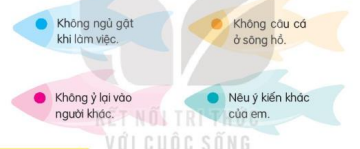 Không ngủ gật
khi làm việc.
Không câu cá
ở sông hồ.
Không ỷ lại vào
người khác.
Nêu ý kiến khác
của em.
KẾT NỐI TRI THỨC
VỚI CUỘC SỐNG